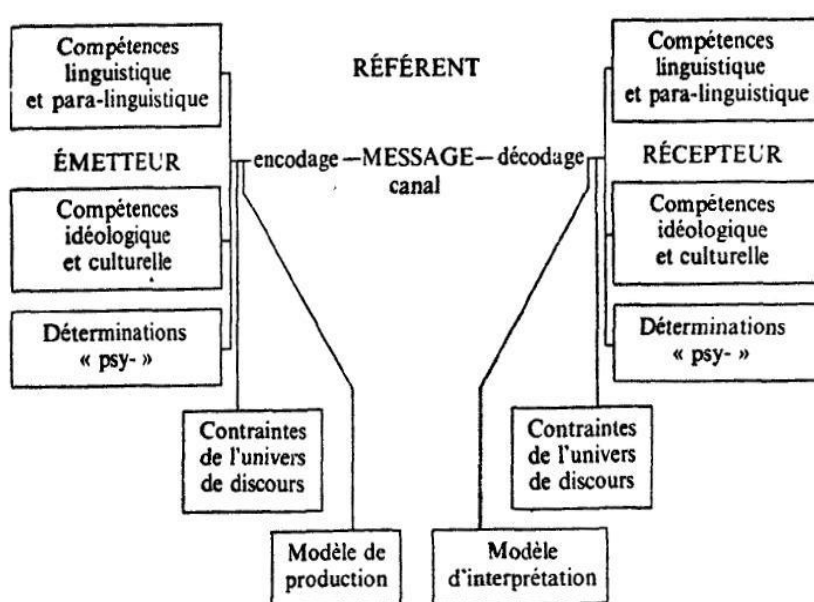 Compétences
linguistique
et para-linguistique
RÉFÉRENT
Compétences
linguistique
et para-linguistique
ÉMETTEUR
encodage — MESSAGE — décodage
canal
RÉCEPTEUR
Compétences
idéologique
et culturelle
Compétences
idéologique
et culturelle
Déterminations
« psy- »
Déterminations
« psy- »
Contraintes
de l'univers
de discours
Contraintes
de l'univers
de discours
Modèle de
production
Modèle
d'interprétation